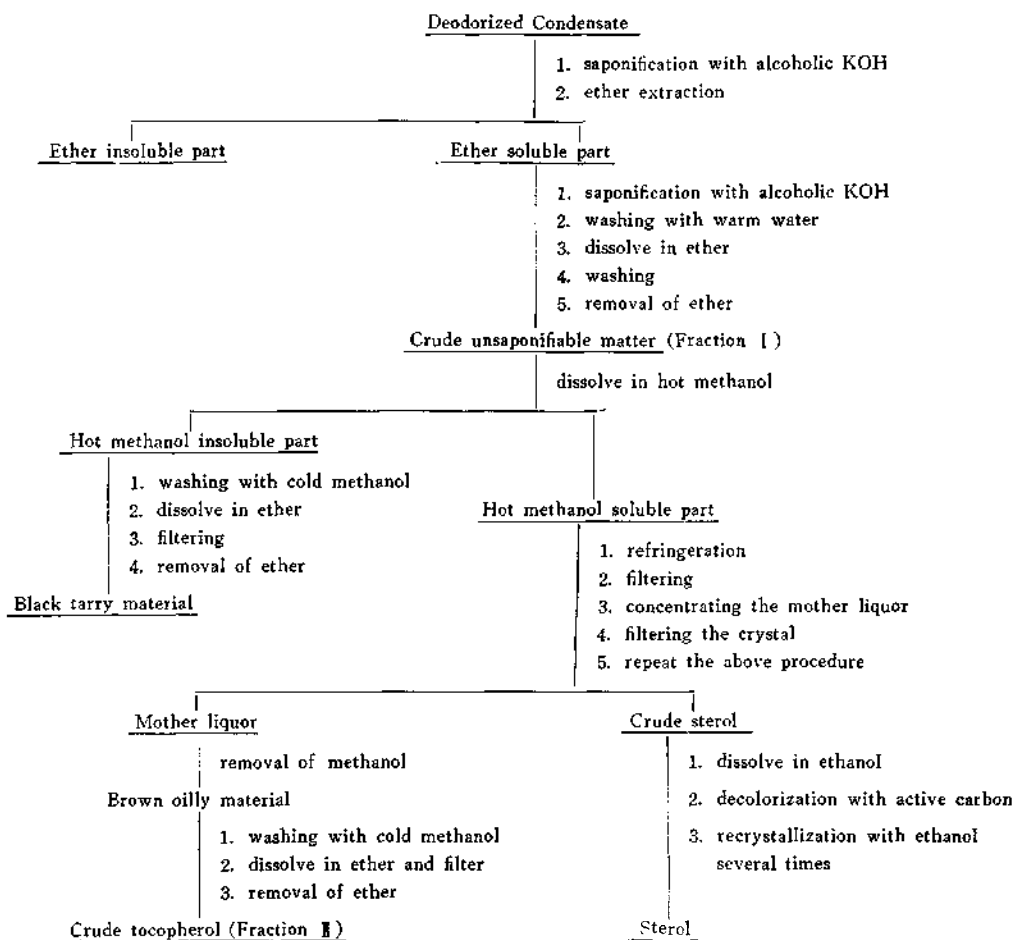 Deodorized Condensate
1. saponification with alcoholic KOH
2. ether extraction
Ether insoluble part
Ether soluble part
1. saponification with alcoholic KOH
2. washing with warm water
3. dissolve in ether
4. washing
5. removal of ether
Crude unsaponifiable matter (Fraction I)
dissolve in hot methanol
Hot methanol insoluble part
1. washing with cold methanol
2. dissolve in ether
3. filtering
4. removal of ether
Black tarry material
Hot methanol soluble part
1. refringeration
2. filtering
3. concentrating the mother liquor
4. filtering the crystal
5. repeat the above procedure
Mother liquor
removal of methanol
Brown oilly material
1. washing with cold methanol
2. dissolve in ether and filter
3. removal of ether
Crude tocopherol (Fraction )
Crude sterol
1. dissolve in ethanol
2. decolorization with active carbon
3. recrystallization with ethanol
several times
Sterol